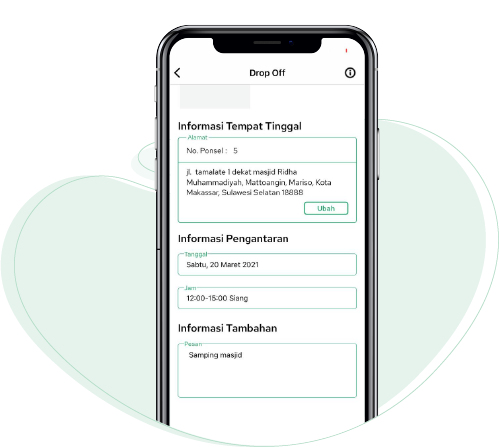 1
Drop Off
Informasi Tempat Tinggal
Alamat
No. Ponsel : 5
jl. tamalate 1 dekat masjid Ridha
Muhammadiyah, Mattoangin, Mariso, Kota
Makassar, Sulawesi Selatan 18888
Ubah
Informasi Pengantaran
Tanggal
Sabtu, 20 Maret 2021
Jam
12:00-15:00 Siang
Informasi Tambahan
Pesan
Samping masjid